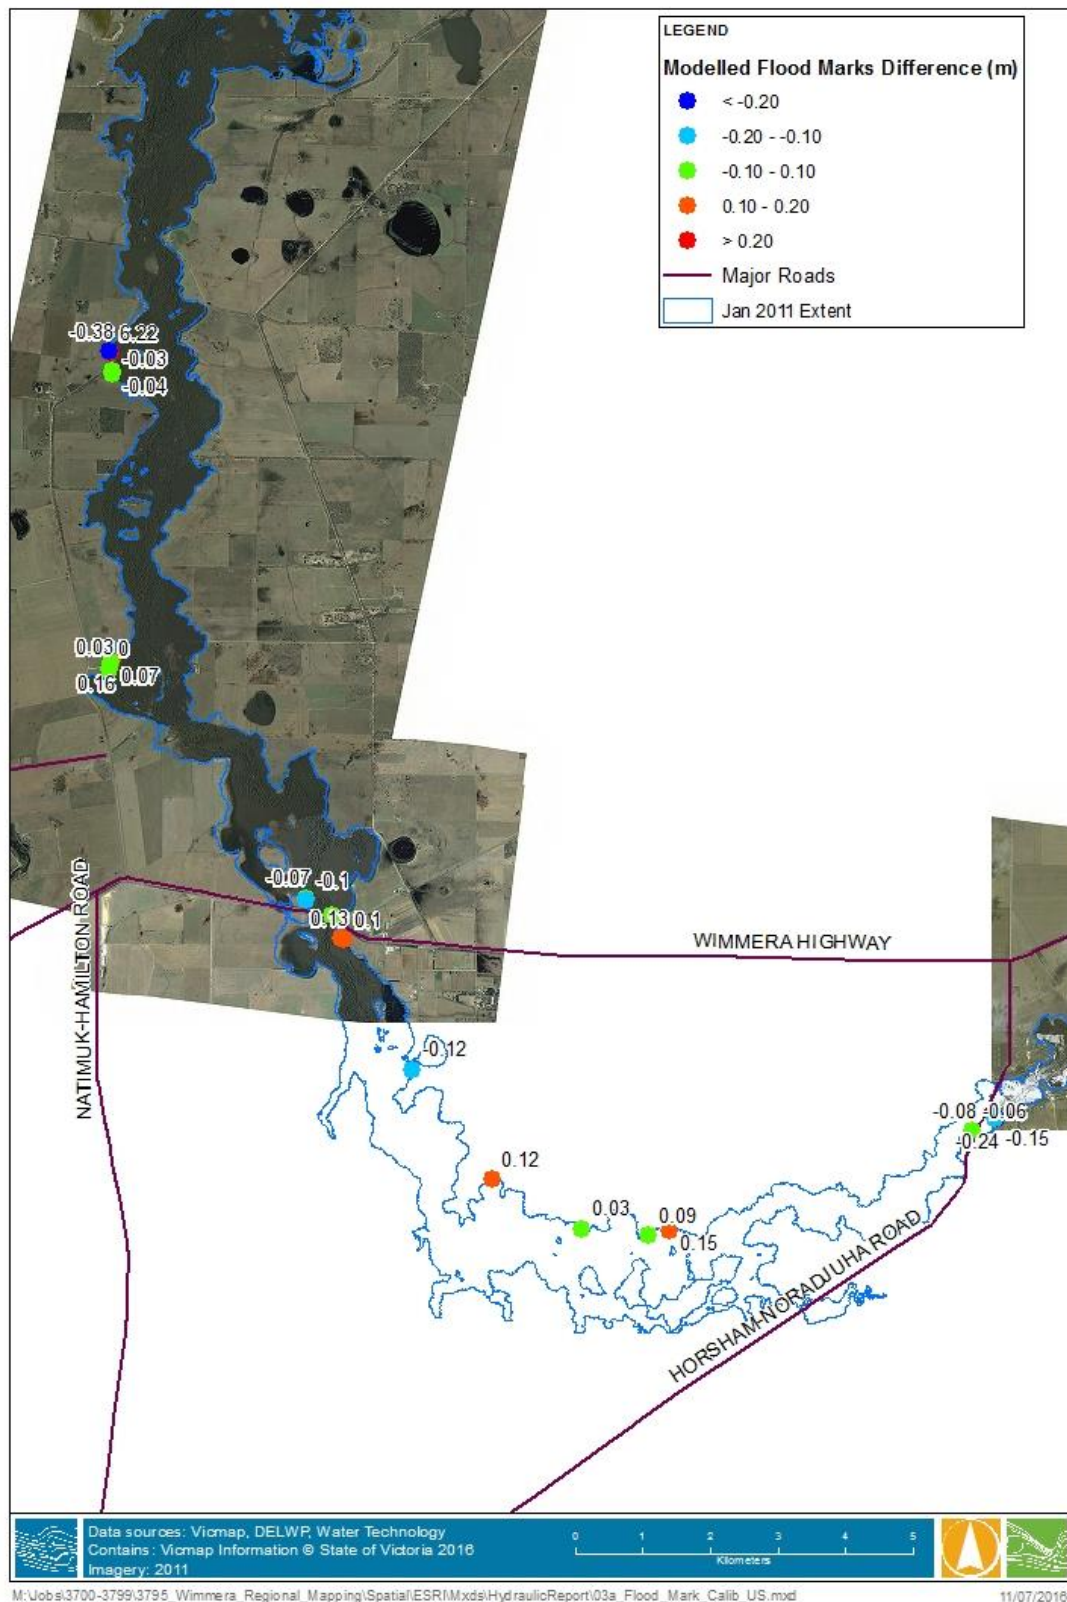 LEGEND
Modelled Flood Marks Difference (m)
< -0.20
-0.20 - -0.10
-0.10 - 0.10
0.10 - 0.20
> 0.20
Major Roads
Jan 2011 Extent
-0.38 6.22
-0.03
-0.04
0.03 0
0.07
0.16
-0.07 -0.1
0.13 0.1
NATIMUK-HAMILTON ROAD
WIMMERA HIGHWAY
-0.12
-0.08 -0.06
-0.24 -0.15
0.12
0.03
0.09
0.15
HORSHAM-NORADJUHA ROAD
Data sources: Vicmap, DELWP, Water Technology
Contains: Vicmap Information © State of Victoria 2016
Imagery: 2011
0 1 2 3 4 5
Kilometers
M:\Jobs\3700-3799\3795_Wimmera_Regional_Mapping\Spatial\ESRI\Mxds\HydraulicReport\03a_Flood_Mark_Calib_US.mxd
11/07/2016